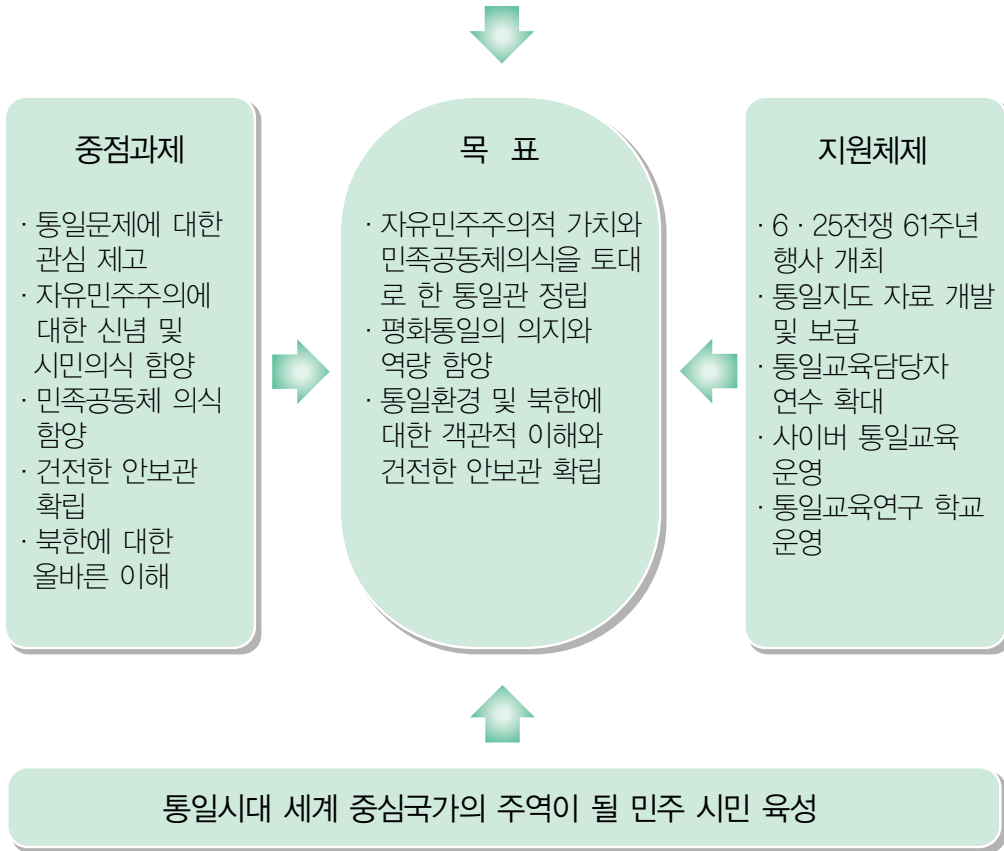 중점과제
· 통일문제에 대한
관심 제고
· 자유민주주의에
대한 신념 및
시민의식 함양
· 민족공동체 의식
함양
· 건전한 안보관
확립
· 북한에 대한
올바른 이해
목 표
· 자유민주주의적 가치와
민족공동체의식을 토대
로 한 통일관 정립
· 평화통일의 의지와
역량 함양
· 통일환경 및 북한에
대한 객관적 이해와
건전한 안보관 확립
지원체제
· 6 · 25전쟁 61주년
행사 개최
· 통일지도 자료 개발
및 보급
· 통일교육담당자
연수 확대
· 사이버 통일교육
운영
· 통일교육연구 학교
운영
통일시대 세계 중심국가의 주역이 될 민주 시민 육성